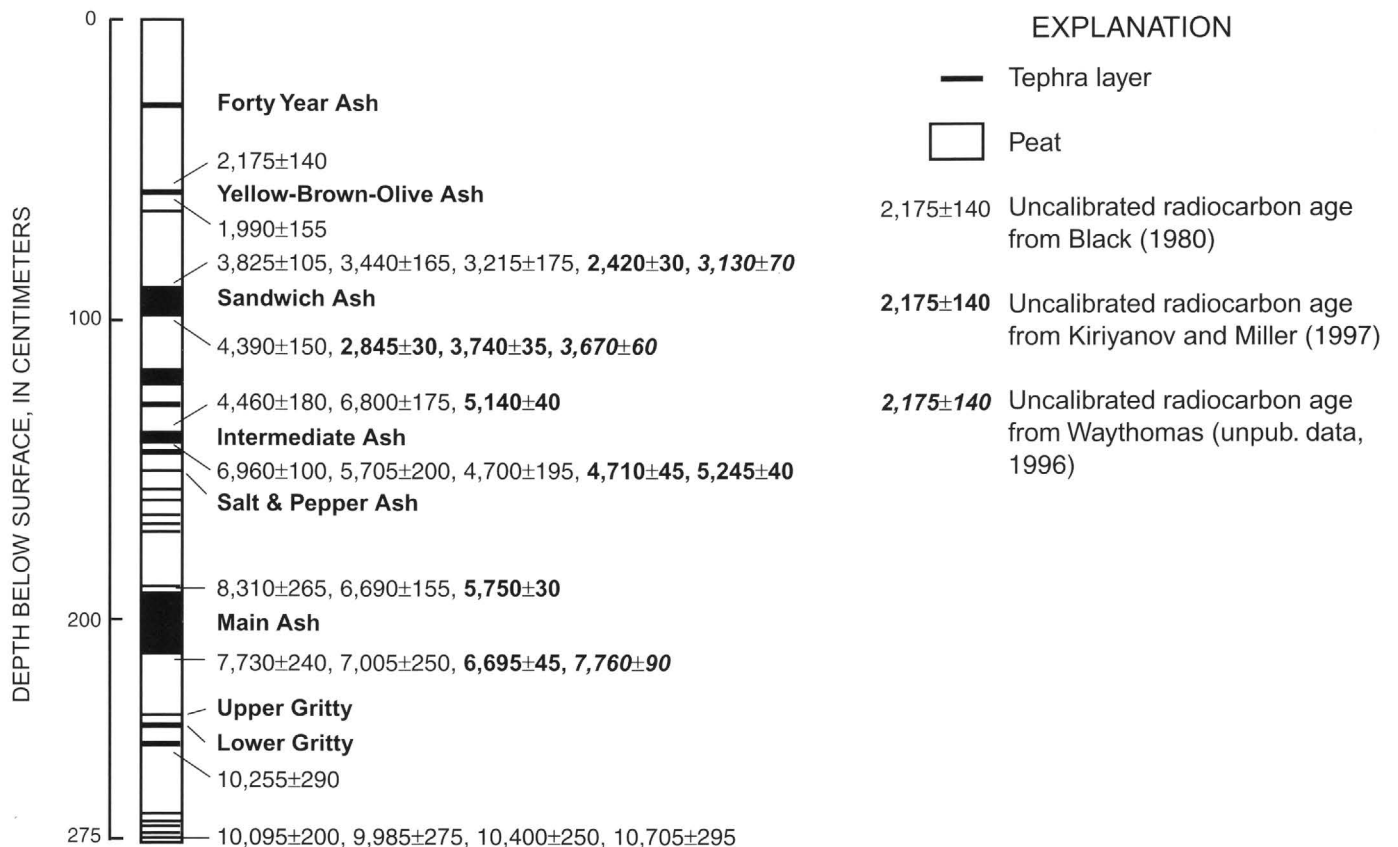 DEPTH BELOW SURFACE, IN CENTIMETERS
0
100
200
275
Forty Year Ash
2,175±140
Yellow-Brown-Olive Ash
1,990±155
3,825±105, 3,440±165, 3,215±175, 2,420±30, 3,130±70
Sandwich Ash
4,390±150, 2,845±30, 3,740±35, 3,670±60
4,460±180, 6,800±175, 5,140±40
Intermediate Ash
6,960±100, 5,705±200, 4,700±195, 4,710±45, 5,245±40
Salt & Pepper Ash
8,310±265, 6,690±155, 5,750±30
Main Ash
7,730±240, 7,005±250, 6,695±45, 7,760±90
Upper Gritty
Lower Gritty
10,255±290
10,095±200, 9,985±275, 10,400±250, 10,705±295
EXPLANATION
Tephra layer
Peat
2,175±140 Uncalibrated radiocarbon age
from Black (1980)
2,175±140 Uncalibrated radiocarbon age
from Kiriyanov and Miller (1997)
2,175±140 Uncalibrated radiocarbon age
from Waythomas (unpub. data,
1996)